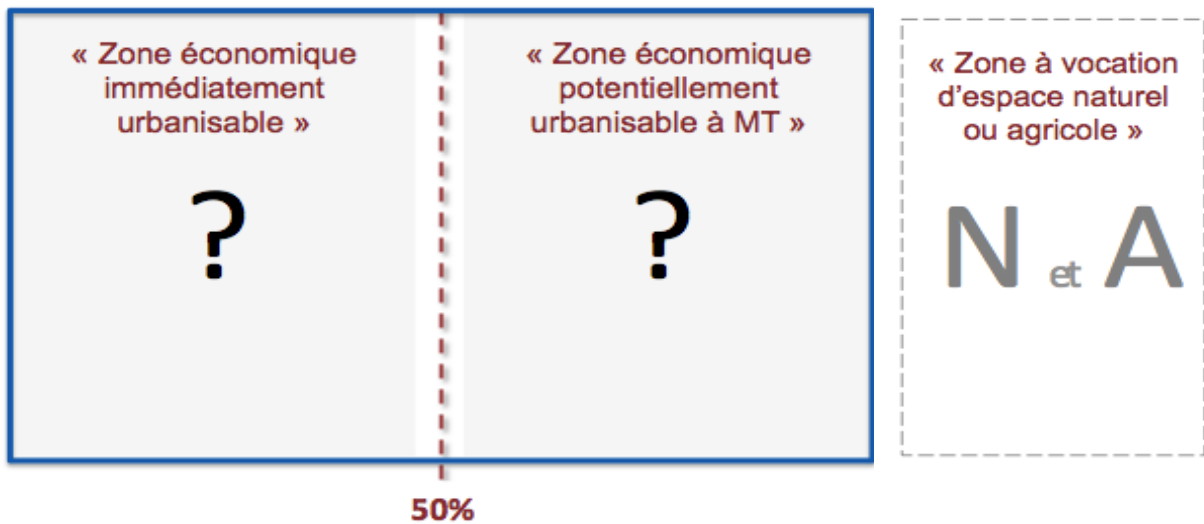 « Zone économique
immédiatement
urbanisable »
?
« Zone économique
potentiellement
urbanisable à MT »
?
« Zone à vocation
d’espace naturel
ou agricole »
N et A
50%